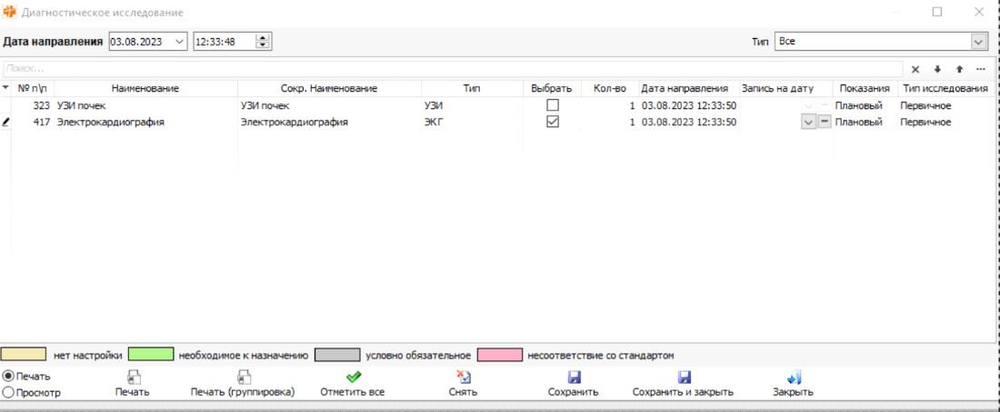 Диагностическое исследование
Дата направления 03.08.2023 12:33:48 Тип Все
Поиск...
№ п\п Наименование Сокр. Наименование Тип Выбрать Кол-во Дата направления Запись на дату Показания Тип исследования
323 УЗИ почек УЗИ почек УЗИ 1 03.08.2023 12:33:50 Плановый Первичное
417 Электрокардиография Электрокардиография ЭКГ 1 03.08.2023 12:33:50 Плановый Первичное
нет настройки необходимое к назначению условно обязательное несоответствие со стандартом
Печать
Просмотр
Печать Печать (группировка) Отметить все Снять Сохранить Сохранить и закрыть Закрыть